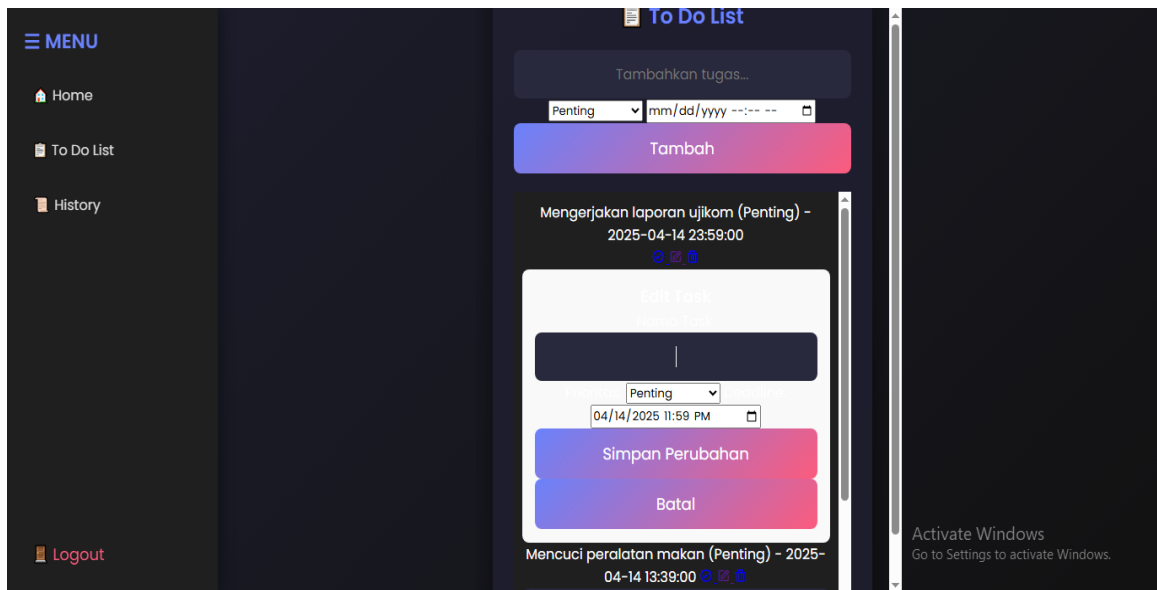 ☰ MENU
Home
To Do List
History
Logout
To Do List
Tambahkan tugas...
Penting
mm/dd/yyyy --:-- --
Tambah
Mengerjakan laporan ujikom (Penting) -
2025-04-14 23:59:00
Edit Task
Penting
04/14/2025 11:59 PM
Simpan Perubahan
Batal
Mencuci peralatan makan (Penting) - 2025-
04-14 13:39:00
Activate Windows
Go to Settings to activate Windows.